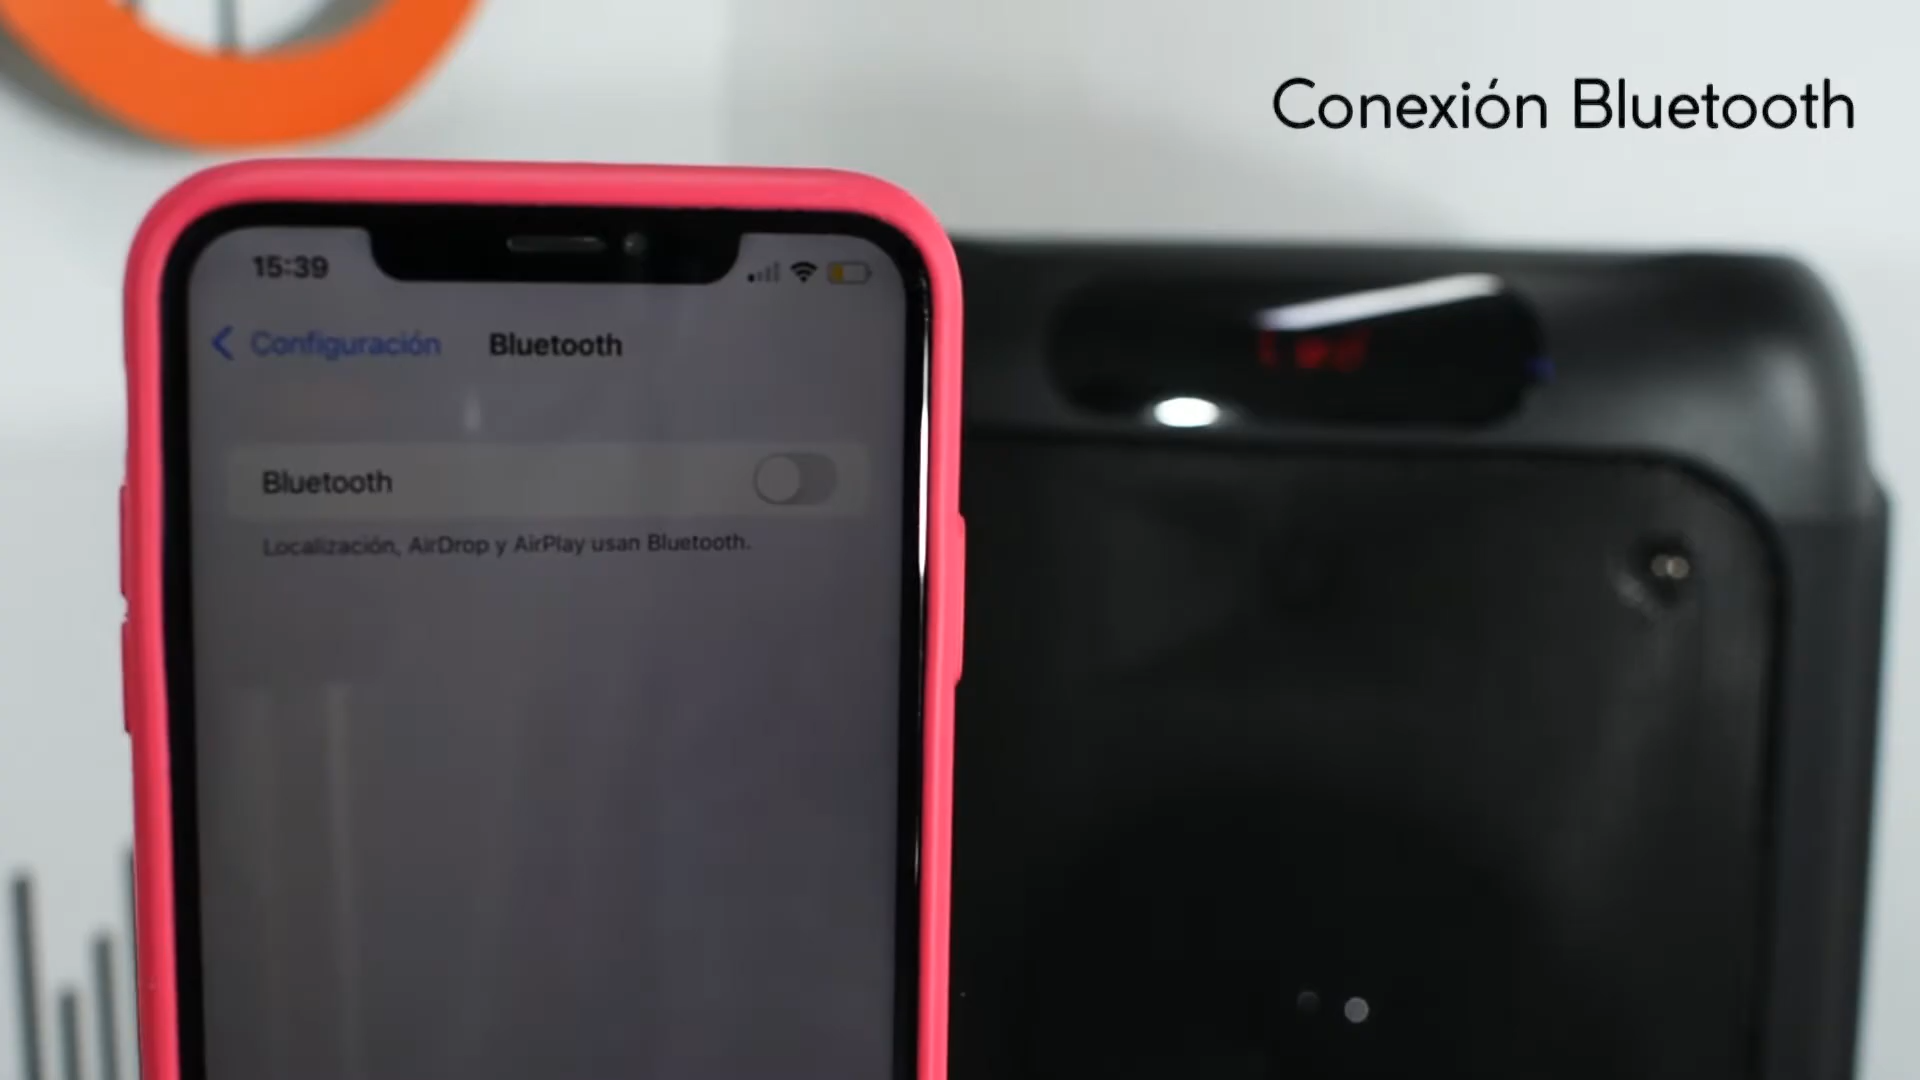 Conexión Bluetooth
15:39
Configuración Bluetooth
Bluetooth
Localización, AirDrop y AirPlay usan Bluetooth.